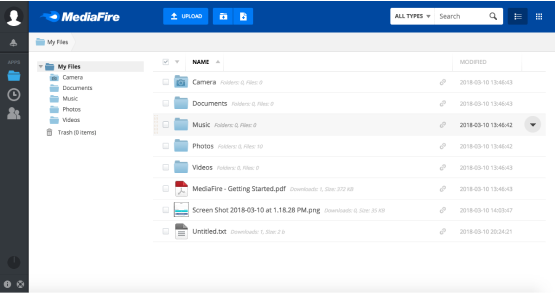 MediaFire
UPLOAD
ALL TYPES
Search
My Files
APPS
My Files
Camera
Documents
Music
Photos
Videos
Trash (0 items)
NAME MODIFIED
Camera Folders: 0, Files: 0 2018-03-10 13:46:43
Documents Folders: 0, Files: 0 2018-03-10 13:46:43
Music Folders: 0, Files: 0 2018-03-10 13:46:42
Photos Folders: 0, Files: 10 2018-03-10 13:46:42
Videos Folders: 0, Files: 0 2018-03-10 13:46:43
MediaFire - Getting Started.pdf Downloads: 1, Size: 372 KB 2018-03-10 13:46:43
Screen Shot 2018-03-10 at 1.18.28 PM.png Downloads: 0, Size: 55 KB 2018-03-10 14:03:47
Untitled.txt Downloads: 1, Size: 2 B 2018-03-10 20:24:21